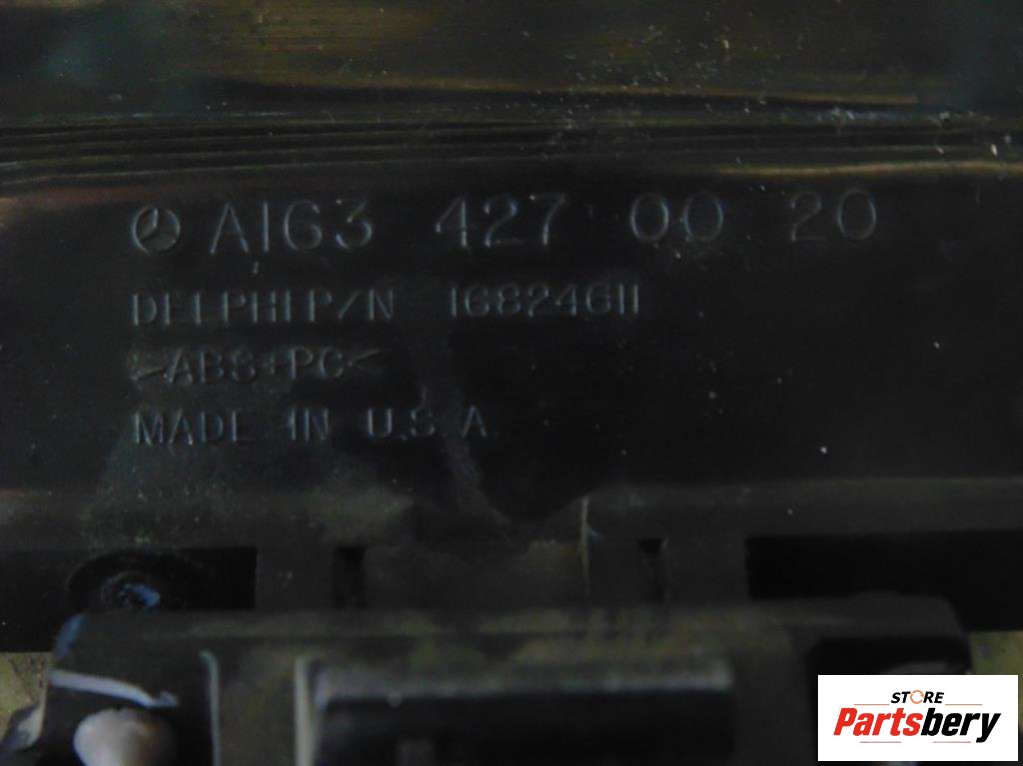 A163 427 00 20
DELPHI P/N 16824611
>ABS+PC<
MADE IN U.S.A.
STORE
Partsbery